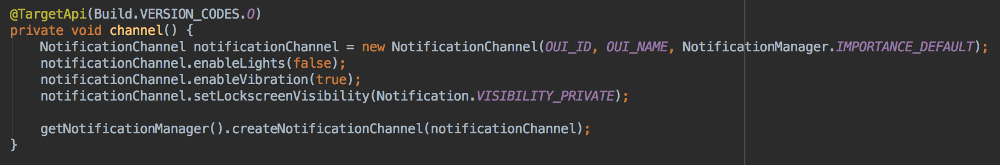 @TargetApi(Build.VERSION_CODES.O)
private void channel() {
    NotificationChannel notificationChannel = new NotificationChannel(OUI_ID, OUI_NAME, NotificationManager.IMPORTANCE_DEFAULT);
    notificationChannel.enableLights(false);
    notificationChannel.enableVibration(true);
    notificationChannel.setLockscreenVisibility(Notification.VISIBILITY_PRIVATE);

    getNotificationManager().createNotificationChannel(notificationChannel);
}